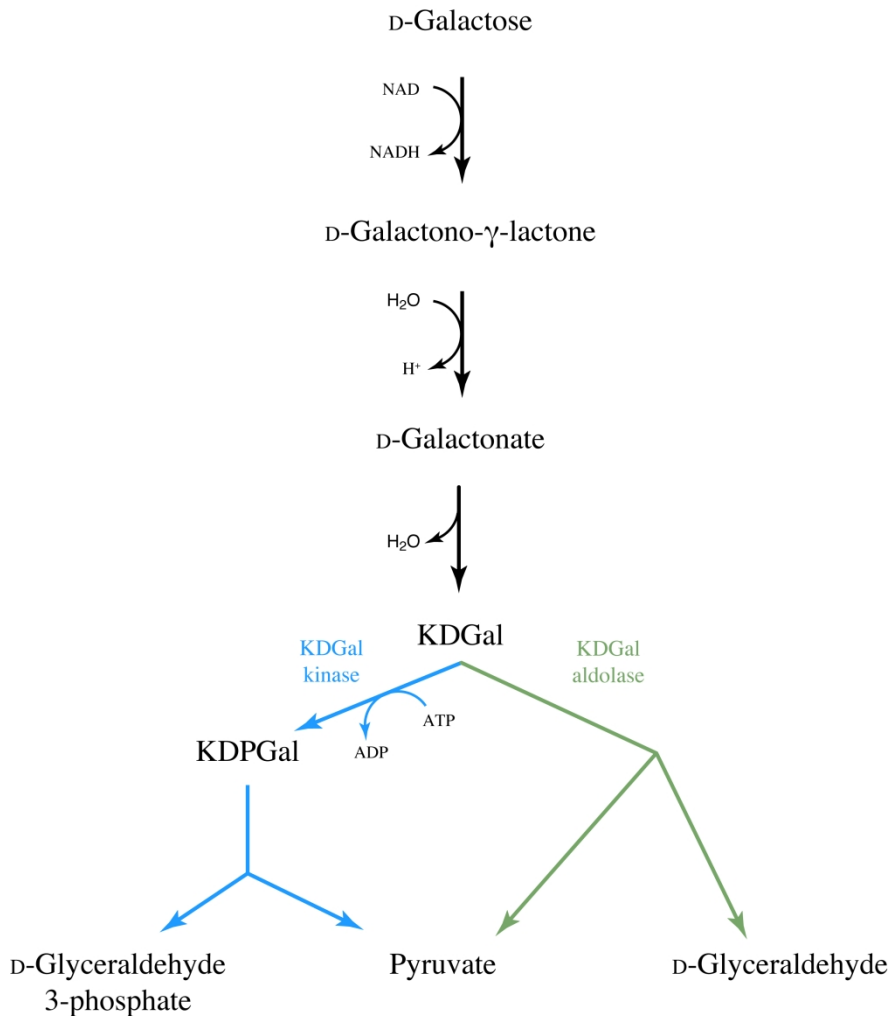 D-Galactose
NAD
NADH
D-Galactono-γ-lactone
H₂O
H⁺
D-Galactonate
H₂O
KDGal
KDGal
kinase
KDGal
aldolase
ATP
ADP
KDPGal
D-Glyceraldehyde
3-phosphate
Pyruvate
D-Glyceraldehyde